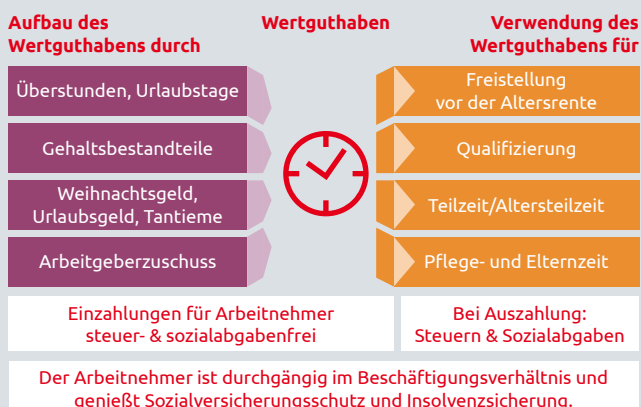 Aufbau des
Wertguthabens durch
Wertguthaben
Verwendung des
Wertguthabens für
Überstunden, Urlaubstage
Gehaltsbestandteile
Weihnachtsgeld,
Urlaubsgeld, Tantieme
Arbeitgeberzuschuss
Freistellung
vor der Altersrente
Qualifizierung
Teilzeit/Altersteilzeit
Pflege- und Elternzeit
Einzahlungen für Arbeitnehmer
steuer- & sozialabgabenfrei
Bei Auszahlung:
Steuern & Sozialabgaben
Der Arbeitnehmer ist durchgängig im Beschäftigungsverhältnis und
genießt Sozialversicherungsschutz und Insolvenzsicherung.